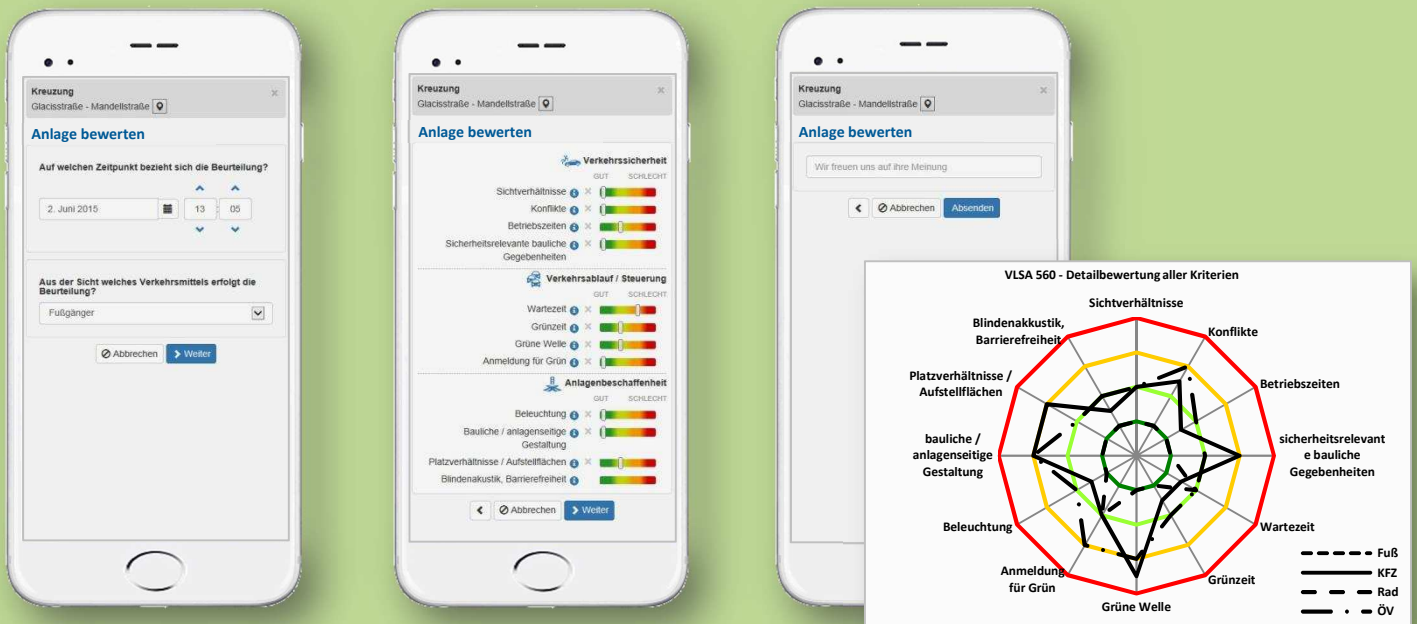 Kreuzung
Glacisstraße - Mandellstraße
Anlage bewerten
Auf welchen Zeitpunkt bezieht sich die Beurteilung?
2. Juni 2015 13 : 05
Aus der Sicht welches Verkehrsmittels erfolgt die
Beurteilung?
Fußgänger
Abbrechen Weiter
Kreuzung
Glacisstraße - Mandellstraße
Anlage bewerten
Verkehrssicherheit
GUT SCHLECHT
Sichtverhältnisse
Konflikte
Betriebszeiten
Sicherheitsrelevante bauliche
Gegebenheiten
Verkehrsablauf / Steuerung
GUT SCHLECHT
Wartezeit
Grünzeit
Grüne Welle
Anmeldung für Grün
Anlagenbeschaffenheit
GUT SCHLECHT
Beleuchtung
Bauliche / anlagenseitige
Gestaltung
Platzverhältnisse / Aufstellflächen
Blindenakustik, Barrierefreiheit
Abbrechen Weiter
Kreuzung
Glacisstraße - Mandellstraße
Anlage bewerten
Wir freuen uns auf ihre Meinung
Abbrechen Absenden
VLSA 560 - Detailbewertung aller Kriterien
Sichtverhältnisse
Konflikte
Betriebszeiten
sicherheitsrelevant
e bauliche
Gegebenheiten
Wartezeit
Grünzeit
Grüne Welle
Anmeldung
für Grün
Beleuchtung
bauliche /
anlagenseitige
Gestaltung
Platzverhältnisse /
Aufstellflächen
Blindenakkustik,
Barrierefreiheit
Fuß
KFZ
Rad
ÖV